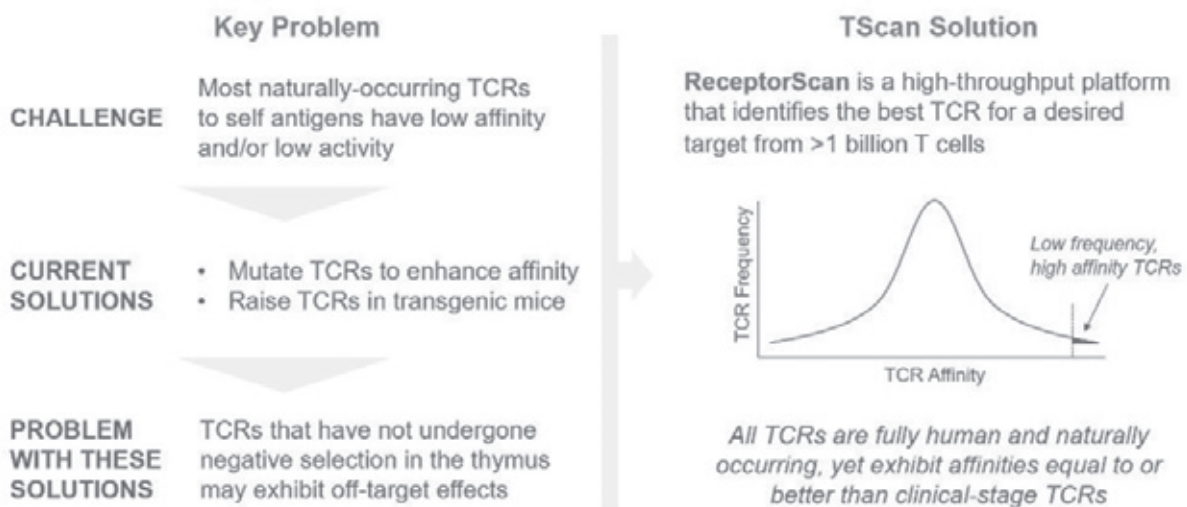 Key Problem
CHALLENGE
Most naturally-occurring TCRs
to self antigens have low affinity
and/or low activity
CURRENT
SOLUTIONS
• Mutate TCRs to enhance affinity
• Raise TCRs in transgenic mice
PROBLEM
WITH THESE
SOLUTIONS
TCRs that have not undergone
negative selection in the thymus
may exhibit off-target effects
TScan Solution
ReceptorScan is a high-throughput platform
that identifies the best TCR for a desired
target from >1 billion T cells
TCR Frequency
Low frequency,
high affinity TCRs
TCR Affinity
All TCRs are fully human and naturally
occurring, yet exhibit affinities equal to or
better than clinical-stage TCRs